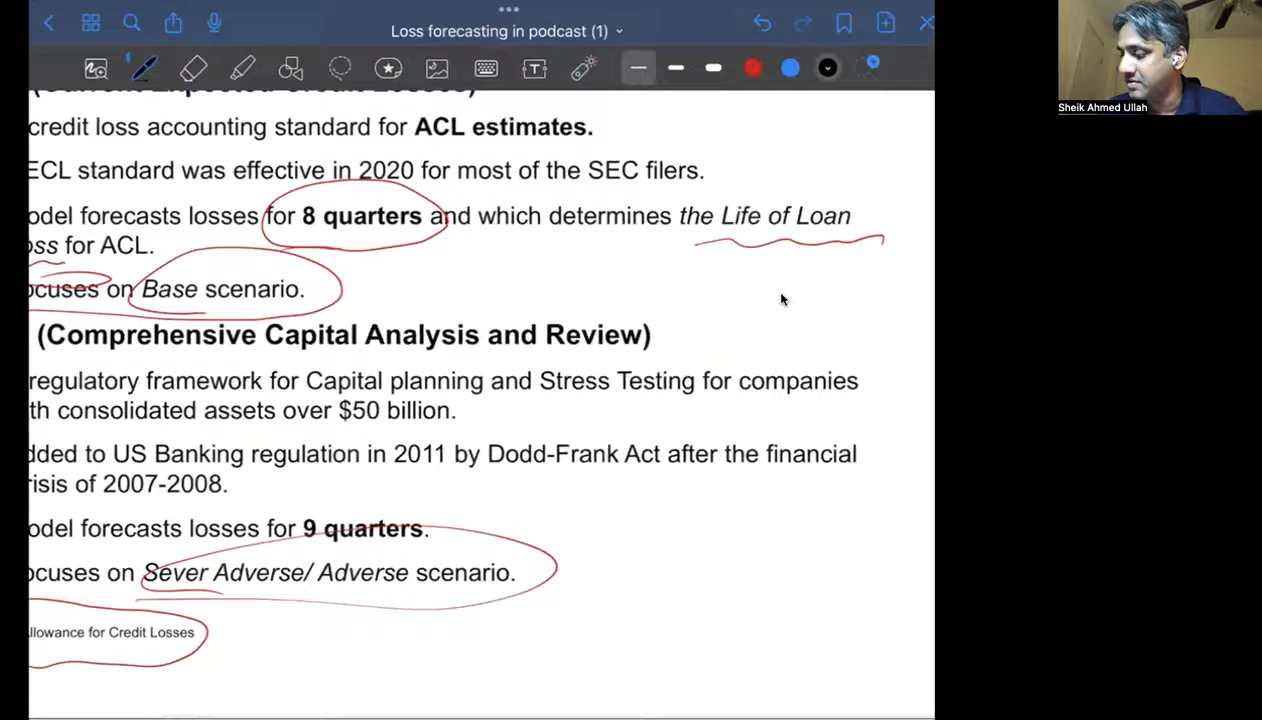 Loss forecasting in podcast (1)
Sheik Ahmed Ullah
(Current Expected Credit Losses)
credit loss accounting standard for ACL estimates.
ECL standard was effective in 2020 for most of the SEC filers.
odel forecasts losses for 8 quarters and which determines the Life of Loan
oss for ACL.
ocuses on Base scenario.
(Comprehensive Capital Analysis and Review)
regulatory framework for Capital planning and Stress Testing for companies
th consolidated assets over $50 billion.
dded to US Banking regulation in 2011 by Dodd-Frank Act after the financial
risis of 2007-2008.
odel forecasts losses for 9 quarters.
ocuses on Sever Adverse/ Adverse scenario.
llowance for Credit Losses